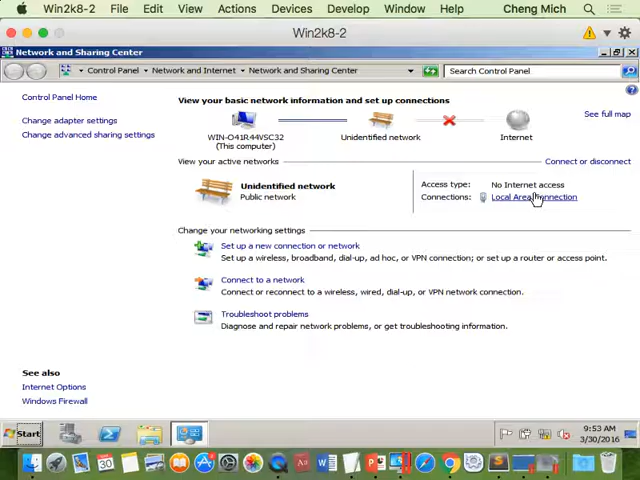 Win2k8-2 File Edit View Actions Devices Develop Window Help Cheng Mich
Win2k8-2
Network and Sharing Center
Control Panel Network and Internet Network and Sharing Center Search Control Panel
Control Panel Home
Change adapter settings
Change advanced sharing settings
View your basic network information and set up connections
See full map
WIN-O41R44VSC32
(This computer)
Unidentified network
Internet
View your active networks
Connect or disconnect
Unidentified network
Public network
Access type: No Internet access
Connections: Local Area Connection
Change your networking settings
Set up a new connection or network
Set up a wireless, broadband, dial-up, ad hoc, or VPN connection; or set up a router or access point.
Connect to a network
Connect or reconnect to a wireless, wired, dial-up, or VPN network connection.
Troubleshoot problems
Diagnose and repair network problems, or get troubleshooting information.
See also
Internet Options
Windows Firewall
Start
9:53 AM
3/30/2016
30